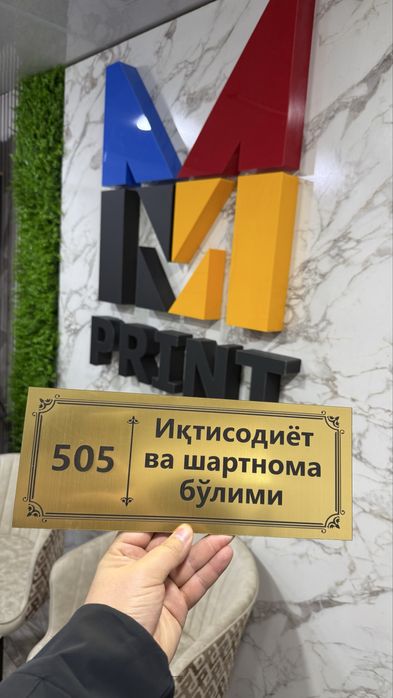 PRINT
505
Иқтисодиёт
ва шартнома
бўлими